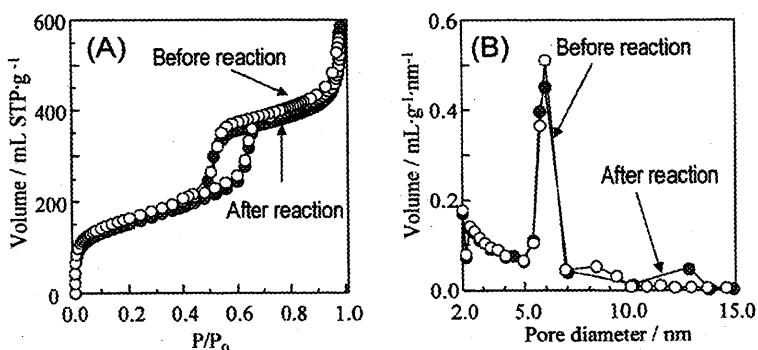 (A)
Before reaction
After reaction
Volume / mL STP·g⁻¹
600
400
200
0
0.0 0.2 0.4 0.6 0.8 1.0
P/P₀
(B)
Before reaction
After reaction
Volume / mL·g⁻¹·nm⁻¹
0.6
0.4
0.2
0.0
2.0 5.0 10.0 15.0
Pore diameter / nm